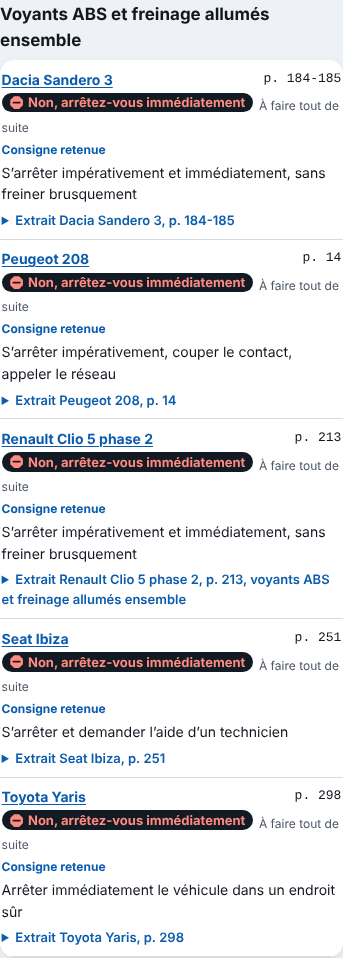 Voyants ABS et freinage allumés
ensemble
Dacia Sandero 3 p. 184-185
Non, arrêtez-vous immédiatement À faire tout de
suite
Consigne retenue
S’arrêter impérativement et immédiatement, sans
freiner brusquement
Extrait Dacia Sandero 3, p. 184-185
Peugeot 208 p. 14
Non, arrêtez-vous immédiatement À faire tout de
suite
Consigne retenue
S’arrêter impérativement, couper le contact,
appeler le réseau
Extrait Peugeot 208, p. 14
Renault Clio 5 phase 2 p. 213
Non, arrêtez-vous immédiatement À faire tout de
suite
Consigne retenue
S’arrêter impérativement et immédiatement, sans
freiner brusquement
Extrait Renault Clio 5 phase 2, p. 213, voyants ABS
et freinage allumés ensemble
Seat Ibiza p. 251
Non, arrêtez-vous immédiatement À faire tout de
suite
Consigne retenue
S’arrêter et demander l’aide d’un technicien
Extrait Seat Ibiza, p. 251
Toyota Yaris p. 298
Non, arrêtez-vous immédiatement À faire tout de
suite
Consigne retenue
Arrêter immédiatement le véhicule dans un endroit
sûr
Extrait Toyota Yaris, p. 298